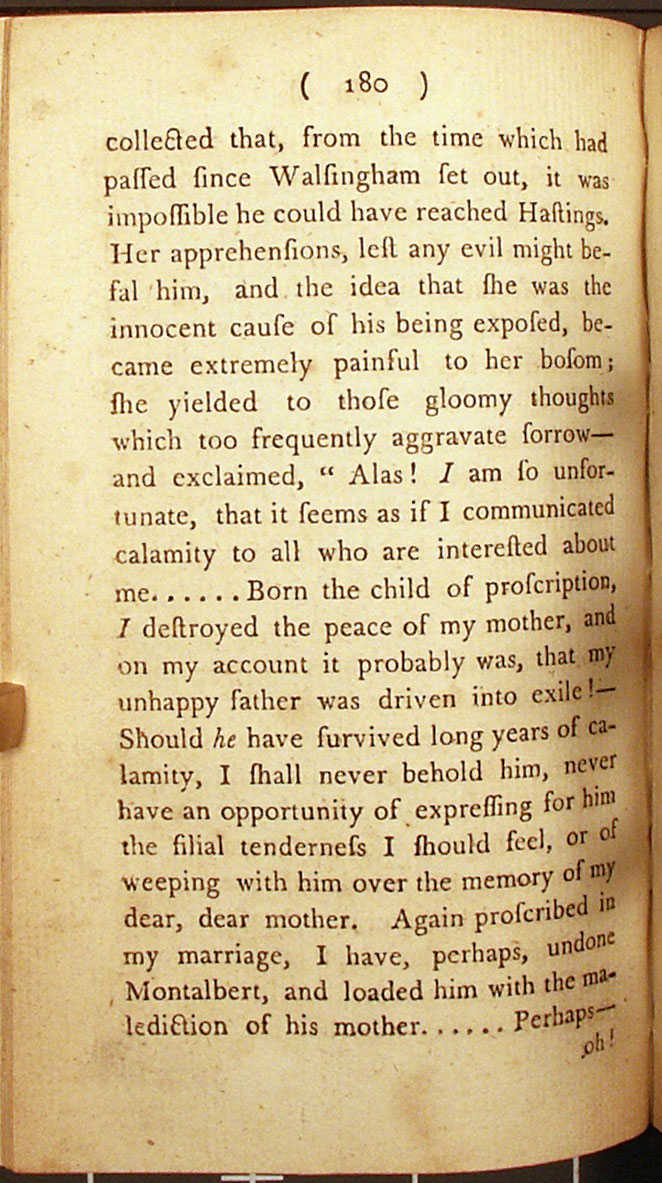 ( 180 )
collected that, from the time which had
paſſed ſince Walſingham ſet out, it was
impoſſible he could have reached Haſtings.
Her apprehenſions, leſt any evil might be-
fal him, and the idea that ſhe was the
innocent cauſe of his being expoſed, be-
came extremely painful to her boſom;
ſhe yielded to thoſe gloomy thoughts
which too frequently aggravate ſorrow—
and exclaimed, “ Alas! I am ſo unfor-
tunate, that it ſeems as if I communicated
calamity to all who are intereſted about
me......Born the child of proſcription,
I deſtroyed the peace of my mother, and
on my account it probably was, that my
unhappy father was driven into exile!—
Should he have ſurvived long years of ca-
lamity, I ſhall never behold him, never
have an opportunity of expreſſing for him
the filial tenderneſs I ſhould feel, or of
weeping with him over the memory of my
dear, dear mother. Again proſcribed in
my marriage, I have, perhaps, undone
Montalbert, and loaded him with the ma-
lediction of his mother...... Perhaps—
oh!